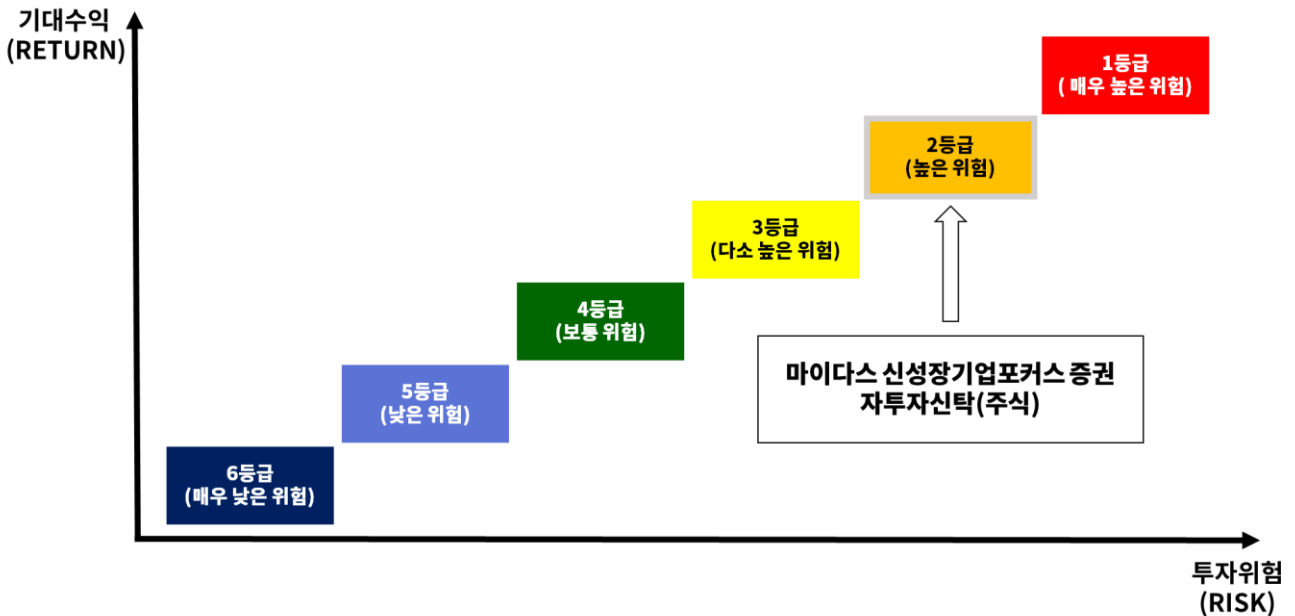 기대수익
(RETURN)
1등급
( 매우 높은 위험)
2등급
(높은 위험)
3등급
(다소 높은 위험)
4등급
(보통 위험)
마이다스 신성장기업포커스 증권
자투자신탁(주식)
5등급
(낮은 위험)
6등급
(매우 낮은 위험)
투자위험
(RISK)